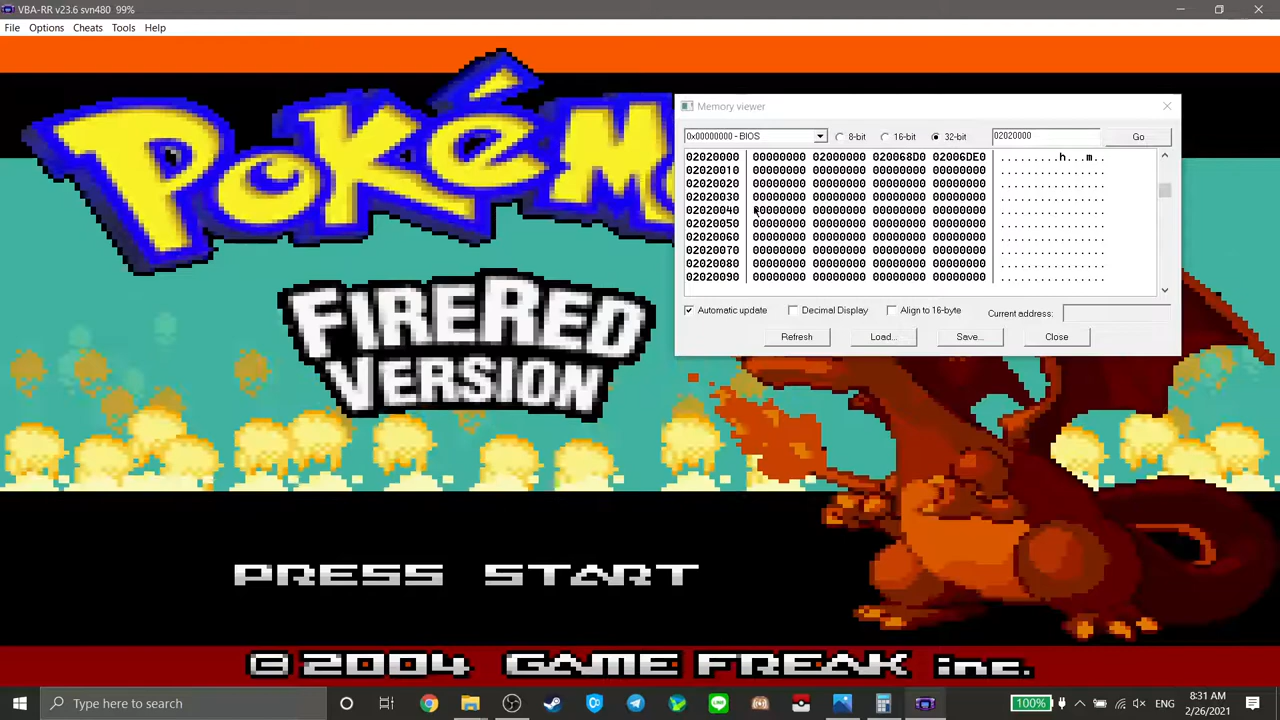 VBA-RR v23.6 svn480 99%
File Options Cheats Tools Help
POKéM
FIRERED
VERSION
PRESS START
© 2004 GAME FREAK inc.
Memory viewer
0x00000000 - BIOS 8-bit 16-bit 32-bit 02020000 Go
02020000 00000000 02000000 020068D0 02006DE0 .........h...m..
02020010 00000000 00000000 00000000 00000000 ................
02020020 00000000 00000000 00000000 00000000 ................
02020030 00000000 00000000 00000000 00000000 ................
02020040 00000000 00000000 00000000 00000000 ................
02020050 00000000 00000000 00000000 00000000 ................
02020060 00000000 00000000 00000000 00000000 ................
02020070 00000000 00000000 00000000 00000000 ................
02020080 00000000 00000000 00000000 00000000 ................
02020090 00000000 00000000 00000000 00000000 ................
Automatic update Decimal Display Align to 16-byte Current address:
Refresh Load... Save... Close
Type here to search
100%
ENG
8:31 AM
2/26/2021